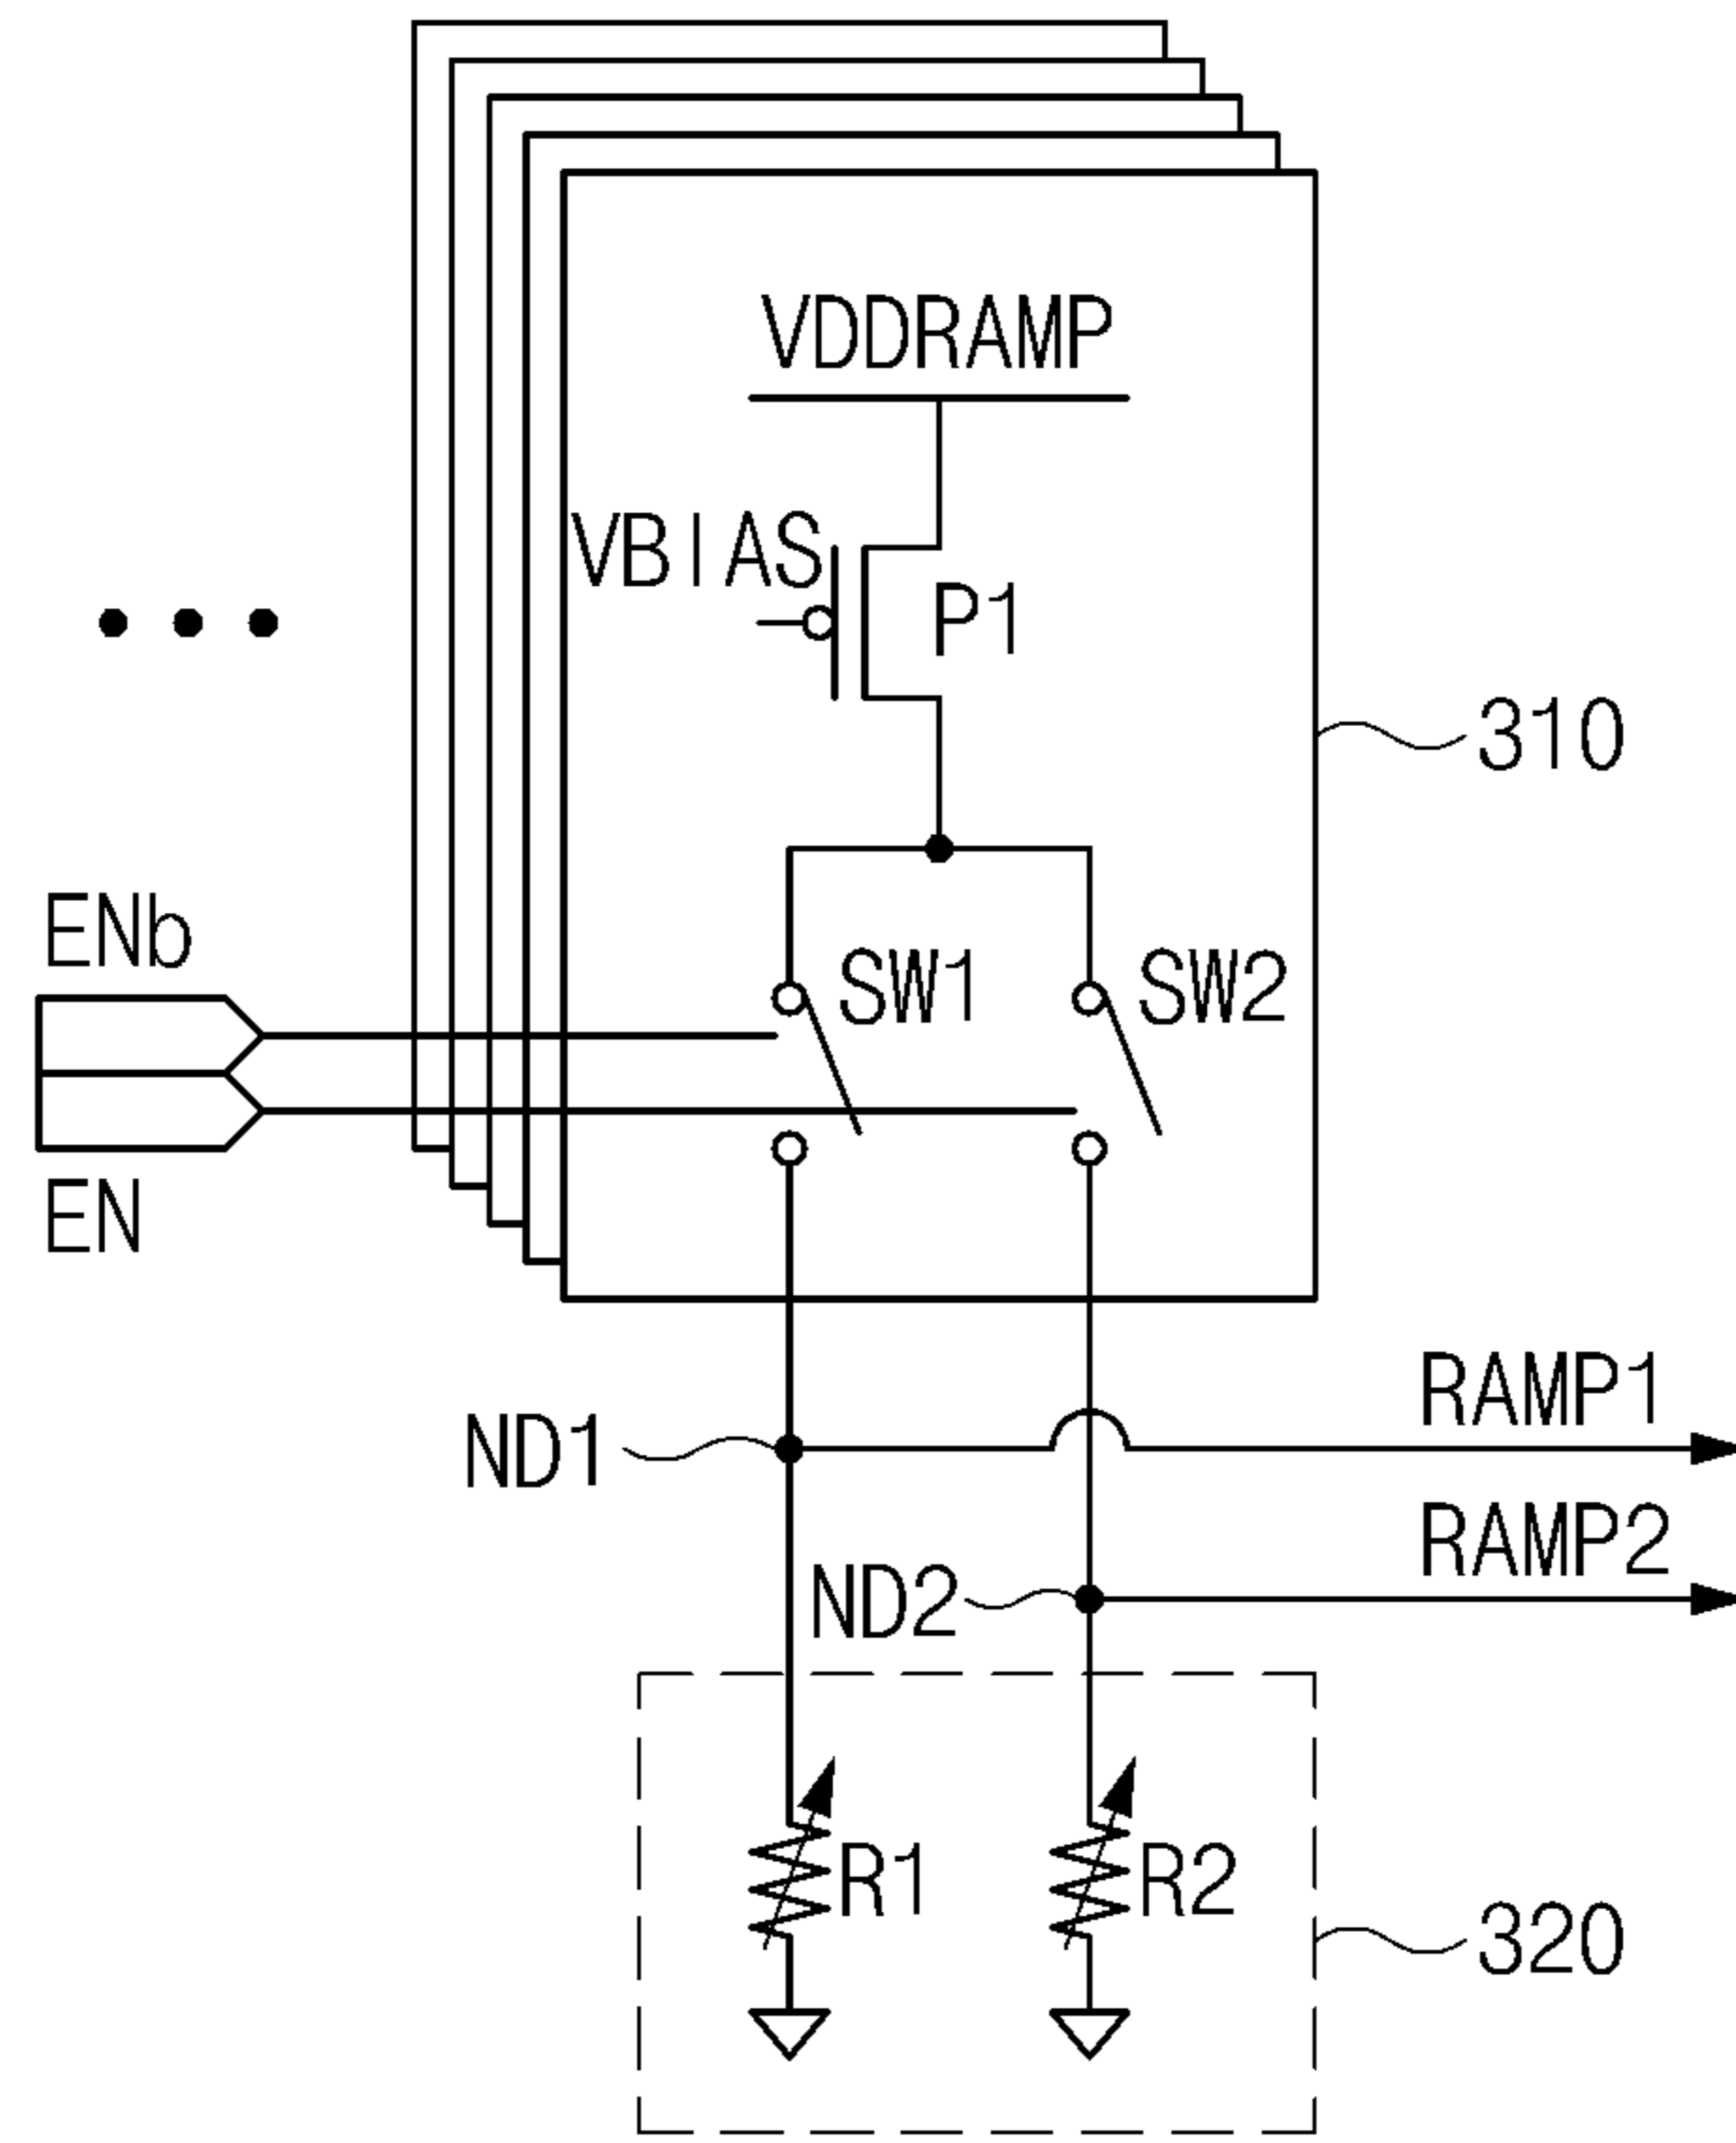 VDDRAMP
VBIAS
P1
310
ENb
SW1
SW2
EN
RAMP1
ND1
RAMP2
ND2
R1
R2
320